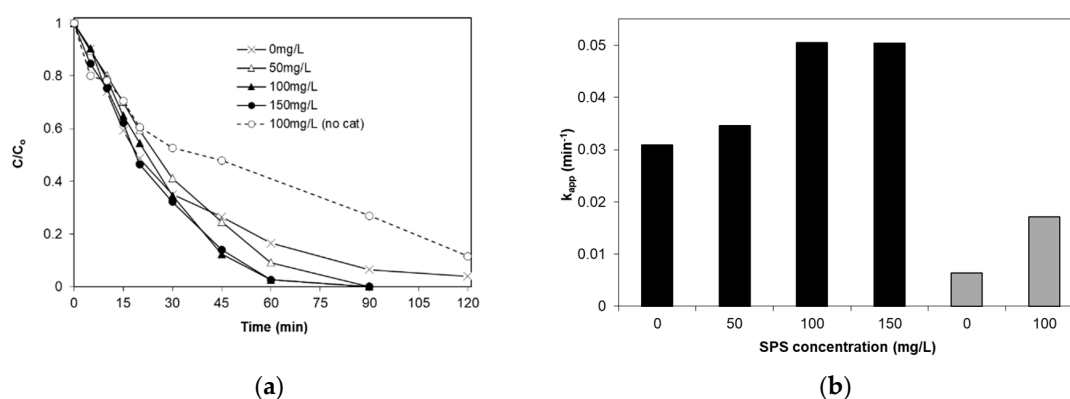 1
0.8
0.6
0.4
0.2
0
C/Co
0 15 30 45 60 75 90 105 120
Time (min)
0mg/L
50mg/L
100mg/L
150mg/L
100mg/L (no cat)
(a)
0.05
0.04
0.03
0.02
0.01
0
kapp (min-1)
0 50 100 150 0 100
SPS concentration (mg/L)
(b)